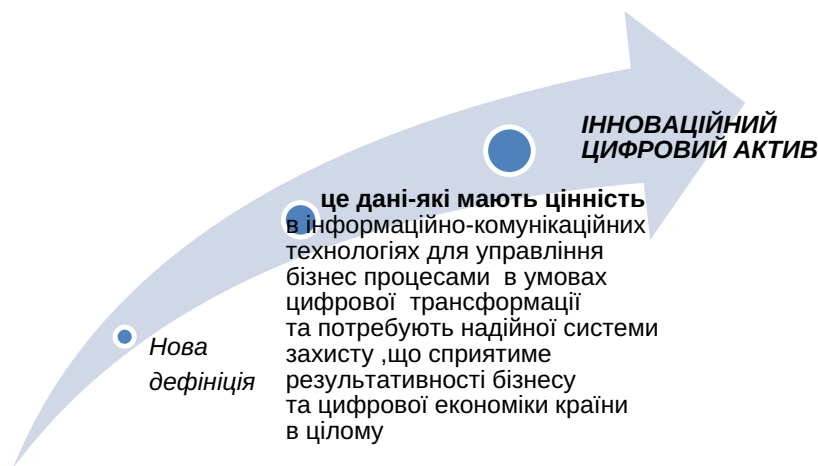 Нова
дефініція
це дані-які мають цінність
в інформаційно-комунікаційних
технологіях для управління
бізнес процесами в умовах
цифрової трансформації
та потребують надійної системи
захисту ,що сприятиме
результативності бізнесу
та цифрової економіки країни
в цілому
ІННОВАЦІЙНИЙ
ЦИФРОВИЙ АКТИВ